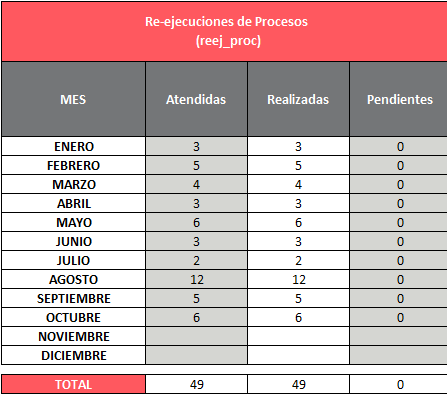 Re-ejecuciones de Procesos
(reej_proc)
MES Atendidas Realizadas Pendientes
ENERO 3 3 0
FEBRERO 5 5 0
MARZO 4 4 0
ABRIL 3 3 0
MAYO 6 6 0
JUNIO 3 3 0
JULIO 2 2 0
AGOSTO 12 12 0
SEPTIEMBRE 5 5 0
OCTUBRE 6 6 0
NOVIEMBRE
DICIEMBRE
TOTAL 49 49 0